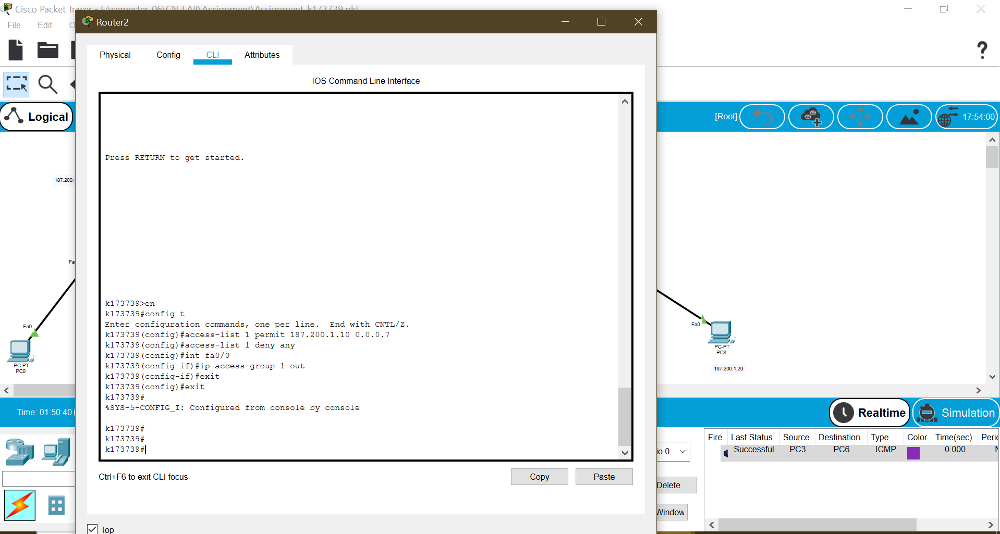 Cisco Packet Tracer - F:\semester 06\CN LAB\Assignment\Assignment_k173739.pkt
File Edit O
Router2
Physical Config CLI Attributes
IOS Command Line Interface
Logical
[Root]
17:54:00
Press RETURN to get started.
187.200.
Fa
k173739>en
k173739#config t
Enter configuration commands, one per line.  End with CNTL/Z.
k173739(config)#access-list 1 permit 187.200.1.10 0.0.0.7
k173739(config)#access-list 1 deny any
k173739(config)#int fa0/0
k173739(config-if)#ip access-group 1 out
k173739(config-if)#exit
k173739(config)#exit
k173739#
%SYS-5-CONFIG_I: Configured from console by console
k173739#
k173739#
k173739#
Fa0
PC-PT
PC0
Fa0
PC-PT
PC8
187.200.1.20
Time: 01:50:40
Realtime
Simulation
Fire Last Status Source Destination Type Color Time(sec) Peri
Successful PC3 PC6 ICMP 0.000
io 0
Delete
Window
Ctrl+F6 to exit CLI focus
Copy
Paste
Top